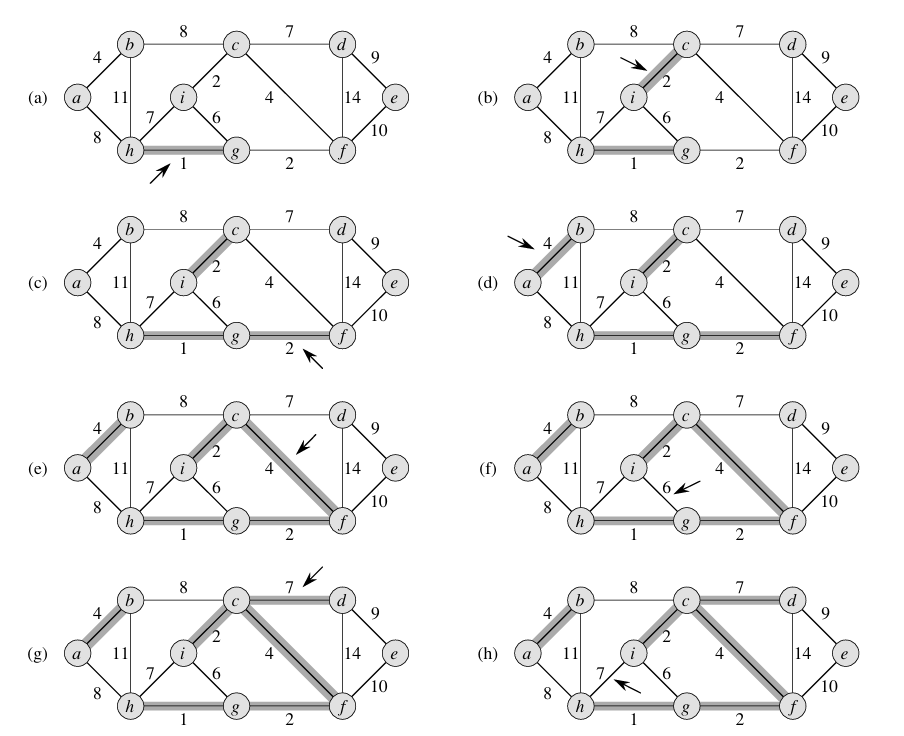 8 7 8 7
b c d b c d
4 9 4 9
2 2
(a) a 11 i 4 14 e (b) a 11 i 4 14 e
7 6 10 7 6 10
8 8
h g f h g f
1 2 1 2
8 7 8 7
b c d b c d
4 9 4 9
2 2
(c) a 11 i 4 14 e (d) a 11 i 4 14 e
7 6 10 7 6 10
8 8
h g f h g f
1 2 1 2
8 7 8 7
b c d b c d
4 9 4 9
2 2
(e) a 11 i 4 14 e (f) a 11 i 4 14 e
7 6 10 7 6 10
8 8
h g f h g f
1 2 1 2
8 7 8 7
b c d b c d
4 9 4 9
2 2
(g) a 11 i 4 14 e (h) a 11 i 4 14 e
7 6 10 7 6 10
8 8
h g f h g f
1 2 1 2